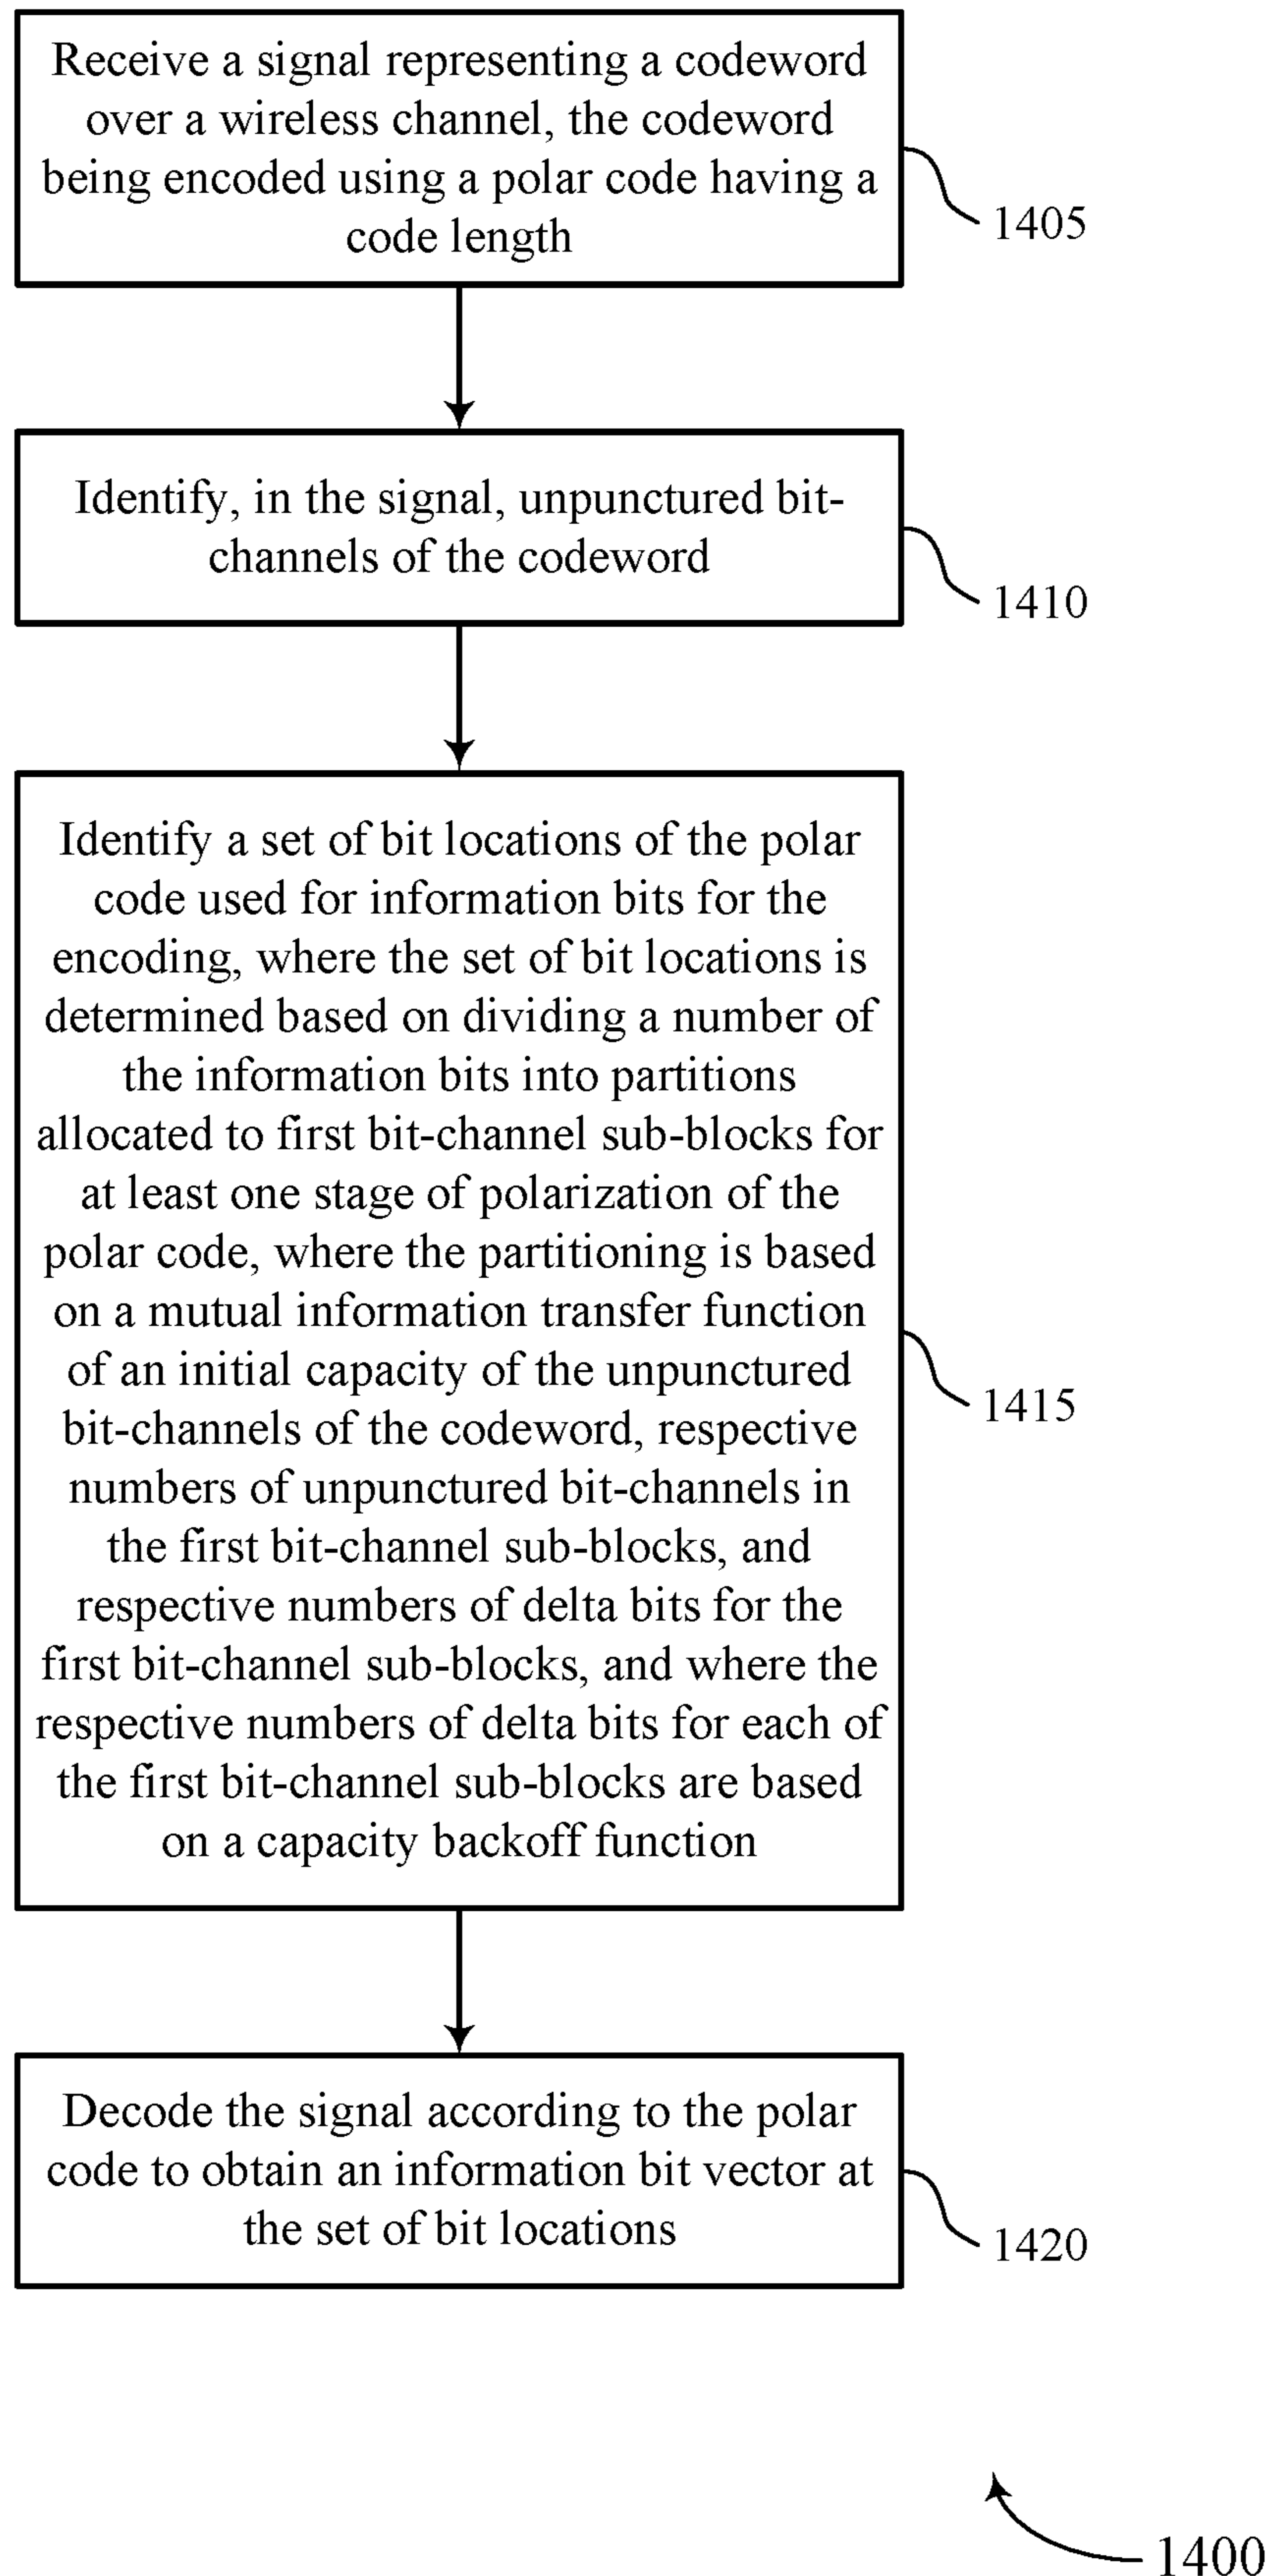 Receive a signal representing a codeword
over a wireless channel, the codeword
being encoded using a polar code having a
code length
1405
Identify, in the signal, unpunctured bit-
channels of the codeword
1410
Identify a set of bit locations of the polar
code used for information bits for the
encoding, where the set of bit locations is
determined based on dividing a number of
the information bits into partitions
allocated to first bit-channel sub-blocks for
at least one stage of polarization of the
polar code, where the partitioning is based
on a mutual information transfer function
of an initial capacity of the unpunctured
bit-channels of the codeword, respective
numbers of unpunctured bit-channels in
the first bit-channel sub-blocks, and
respective numbers of delta bits for the
first bit-channel sub-blocks, and where the
respective numbers of delta bits for each of
the first bit-channel sub-blocks are based
on a capacity backoff function
1415
Decode the signal according to the polar
code to obtain an information bit vector at
the set of bit locations
1420
1400